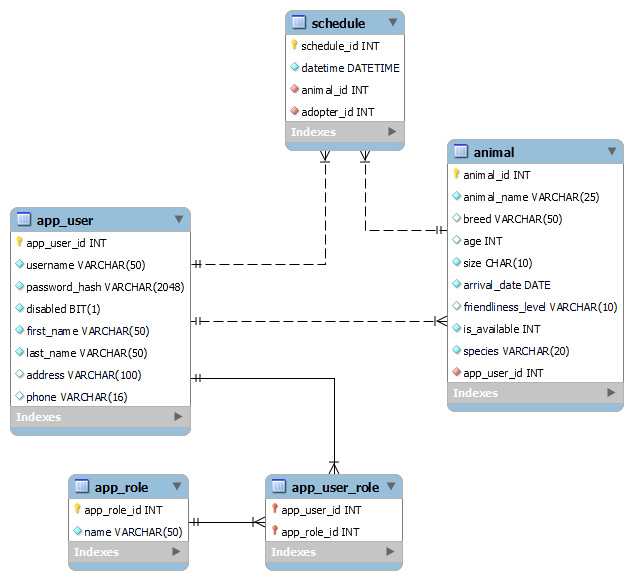 schedule
schedule_id INT
datetime DATETIME
animal_id INT
adopter_id INT
Indexes
animal
animal_id INT
animal_name VARCHAR(25)
breed VARCHAR(50)
age INT
size CHAR(10)
arrival_date DATE
friendliness_level VARCHAR(10)
is_available INT
species VARCHAR(20)
app_user_id INT
Indexes
app_user
app_user_id INT
username VARCHAR(50)
password_hash VARCHAR(2048)
disabled BIT(1)
first_name VARCHAR(50)
last_name VARCHAR(50)
address VARCHAR(100)
phone VARCHAR(16)
Indexes
app_role
app_role_id INT
name VARCHAR(50)
Indexes
app_user_role
app_user_id INT
app_role_id INT
Indexes